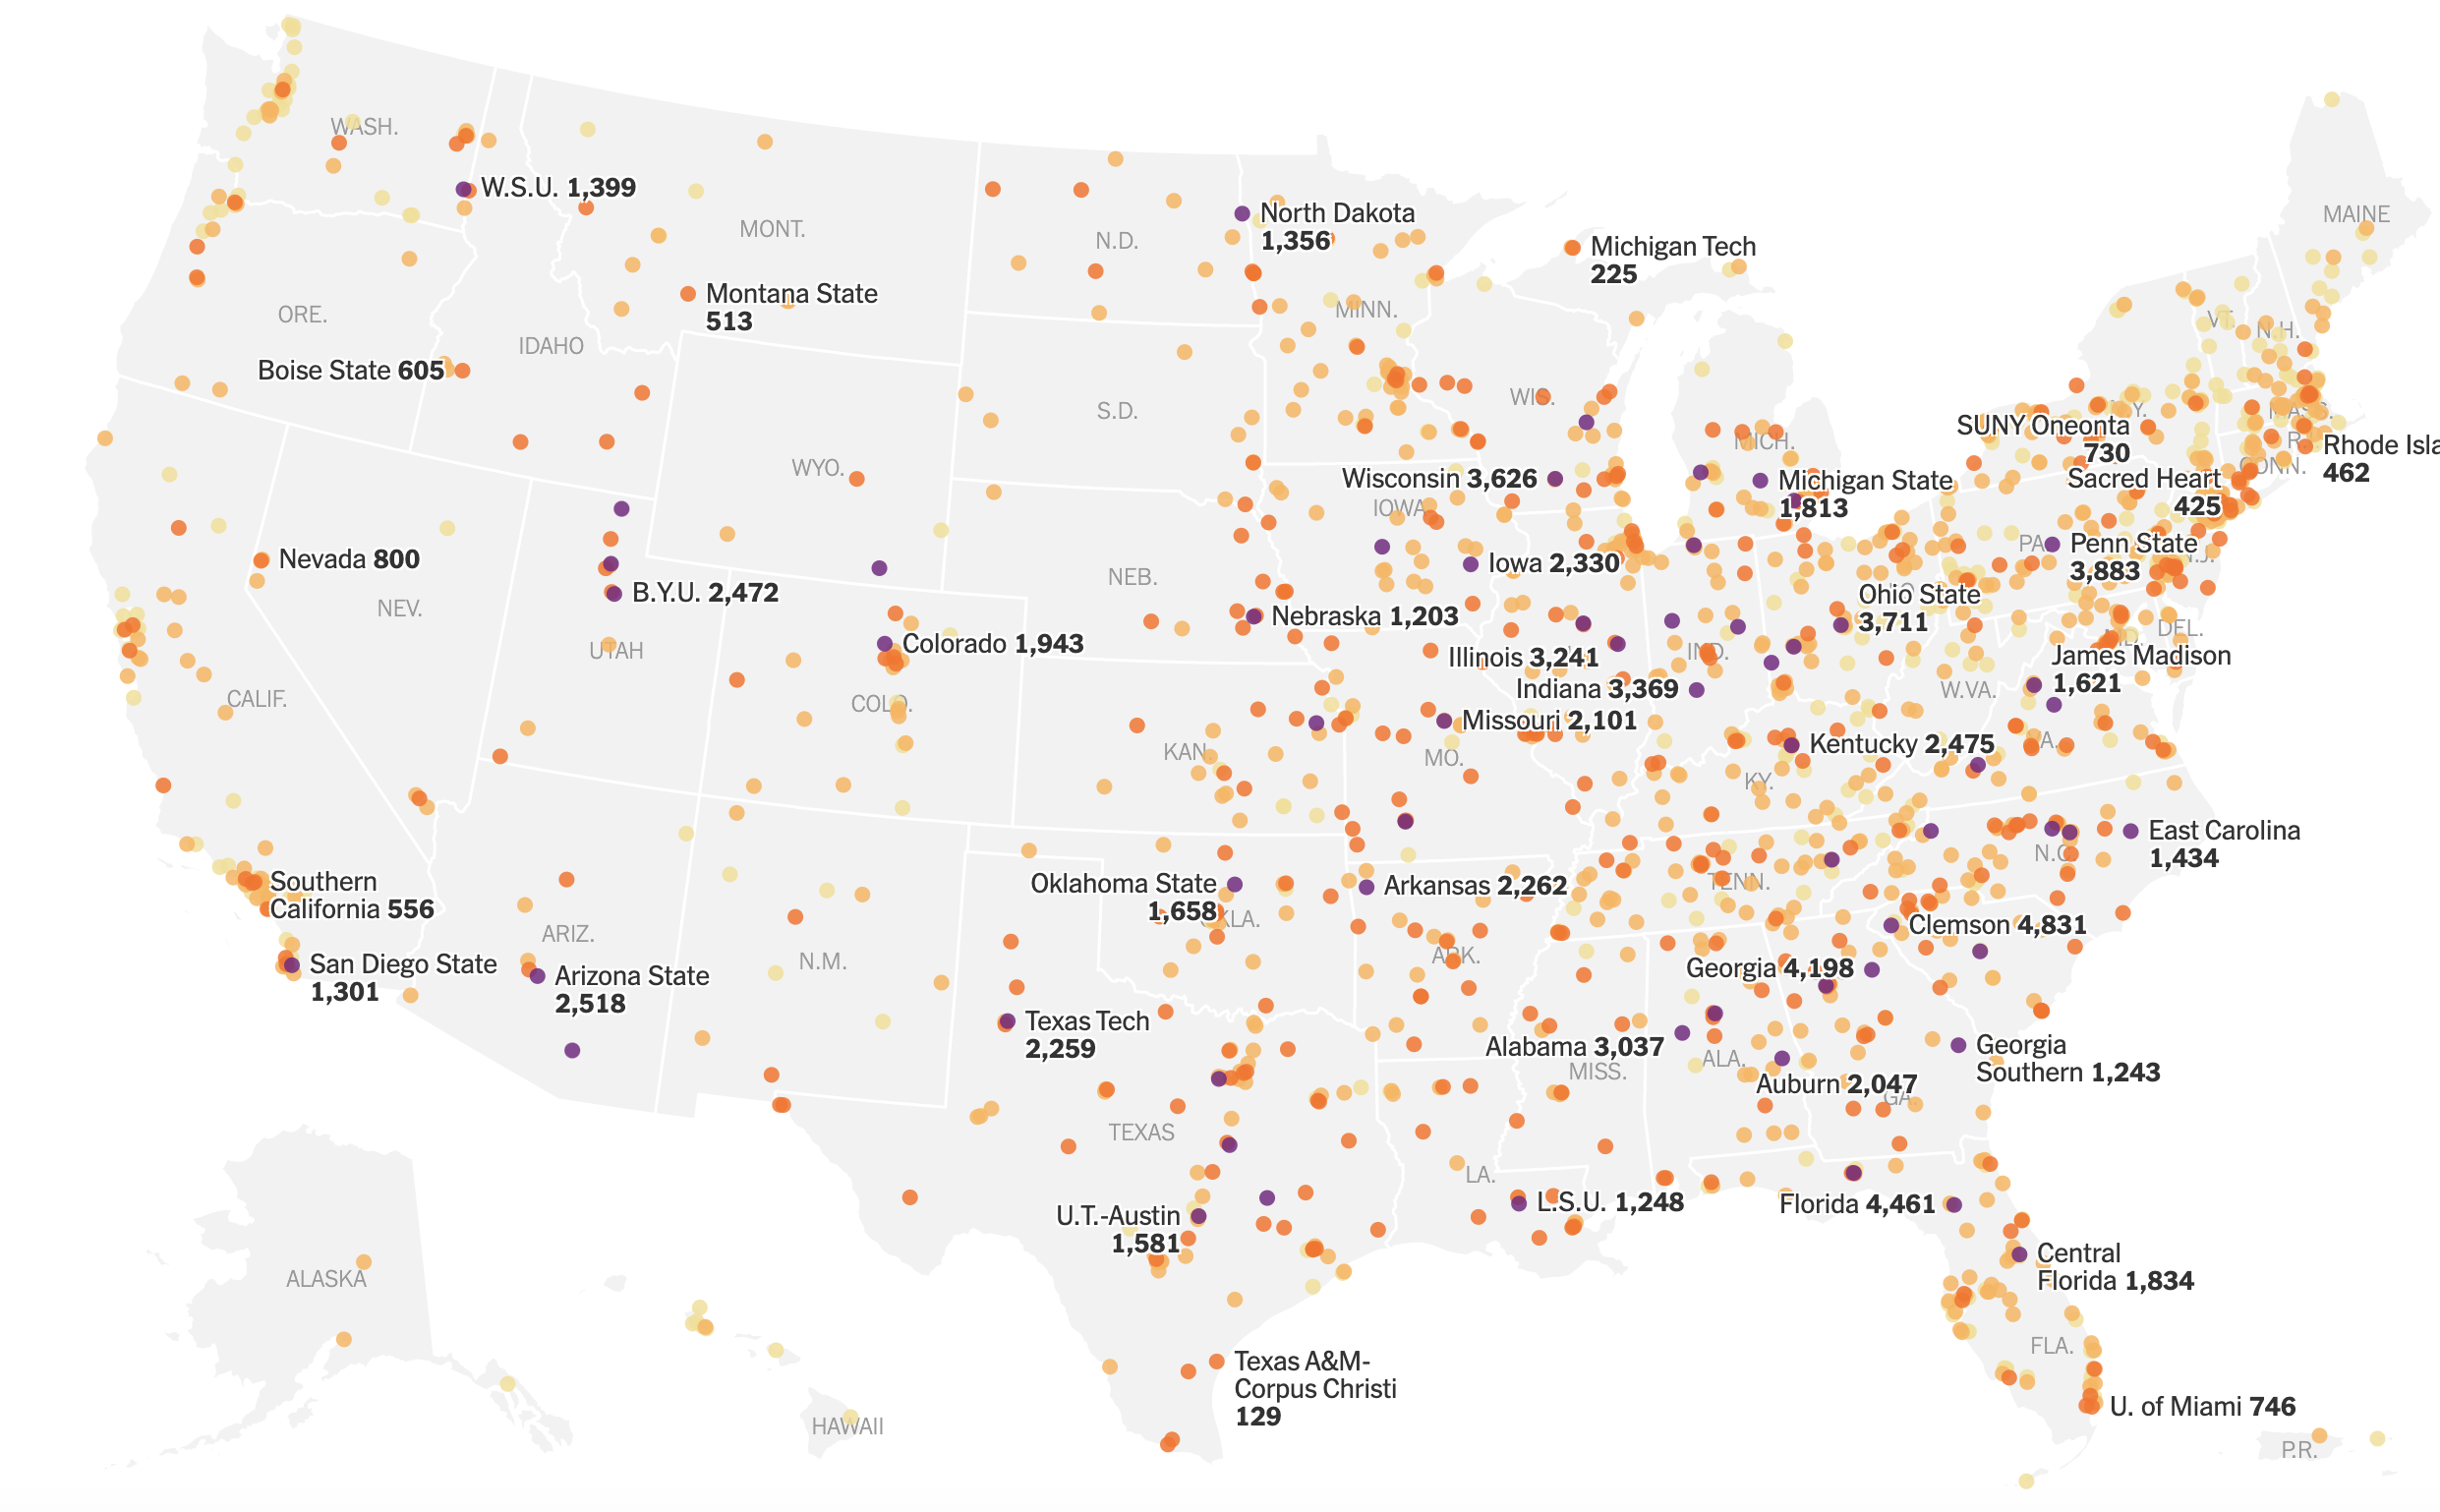 WASH.
W.S.U. 1,399
MONT.
N.D.
North Dakota
1,356
Michigan Tech
225
MAINE
Montana State
513
ORE.
IDAHO
MINN.
VT.
N.H.
Boise State 605
S.D.
WIS.
MICH.
N.Y.
MASS.
SUNY Oneonta
730
R.I.
Rhode Isla
462
WYO.
Wisconsin 3,626
IOWA
Michigan State
1,813
CONN.
Sacred Heart
425
Nevada 800
NEV.
B.Y.U. 2,472
NEB.
Iowa 2,330
PA.
Penn State
3,883
N.J.
Nebraska 1,203
Ohio State
3,711
DEL.
UTAH
Colorado 1,943
Illinois 3,241
IND.
James Madison
1,621
CALIF.
COLO.
Indiana 3,369
W.VA.
KAN.
Missouri 2,101
MO.
Kentucky 2,475
VA.
KY.
East Carolina
1,434
N.C.
Southern
California 556
Oklahoma State
1,658
OKLA.
Arkansas 2,262
TENN.
ARIZ.
N.M.
ARK.
Clemson 4,831
San Diego State
1,301
Arizona State
2,518
Georgia 4,198
Texas Tech
2,259
Alabama 3,037
MISS.
ALA.
Georgia
Southern 1,243
Auburn 2,047
GA.
TEXAS
LA.
U.T.-Austin
1,581
L.S.U. 1,248
Florida 4,461
ALASKA
Central
Florida 1,834
FLA.
Texas A&M-
Corpus Christi
129
HAWAII
U. of Miami 746
P.R.